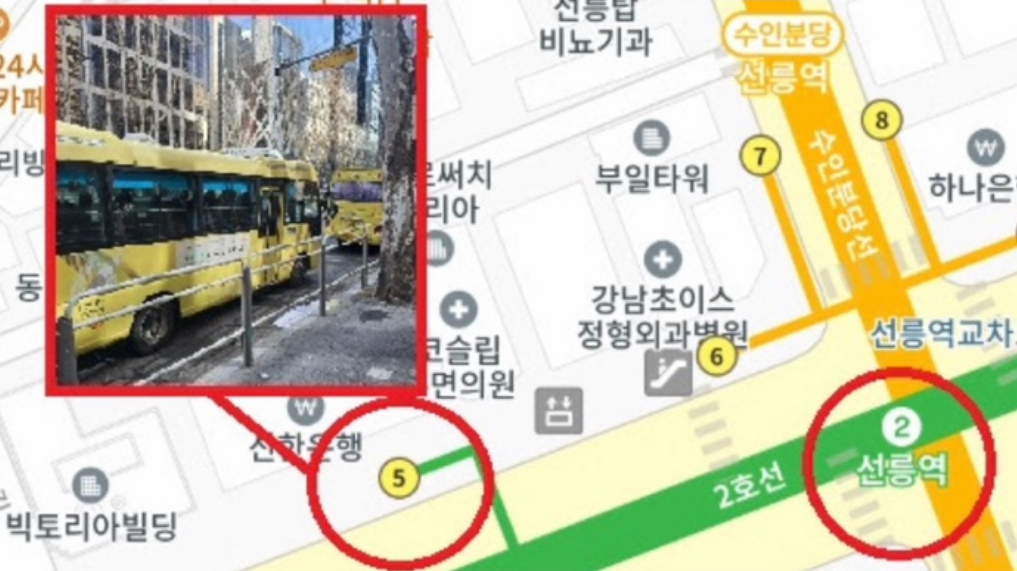 선릉탑
비뇨기과
수인분당
선릉역
24시
카페
8
7
수인분당선
리빙
부일타워
하나은행
로써치
리아
동
강남초이스
정형외과병원
6
선릉역교차로
코슬립
면의원
2
선릉역
신한은행
5
2호선
빅토리아빌딩